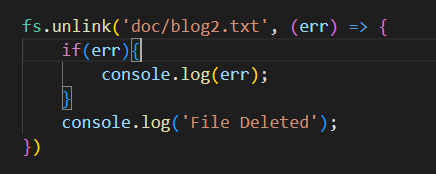 fs.unlink('doc/blog2.txt', (err) => {
    if(err){
        console.log(err);
    }
    console.log('File Deleted');
})